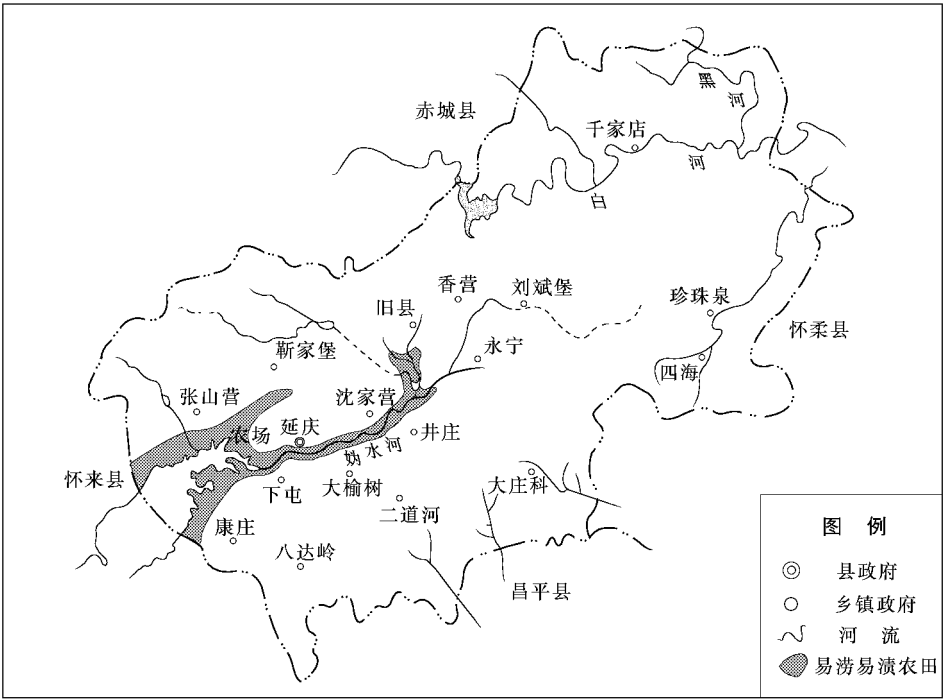 黑
河
赤城县
千家店
河
白
香营
刘斌堡
旧县
珍珠泉
怀柔县
永宁
靳家堡
四海
张山营
沈家营
延庆
农场
井庄
妫水河
怀来县
下屯
大榆树
大庄科
二道河
康庄
八达岭
昌平县
图 例
县政府
乡镇政府
河 流
易涝易渍农田